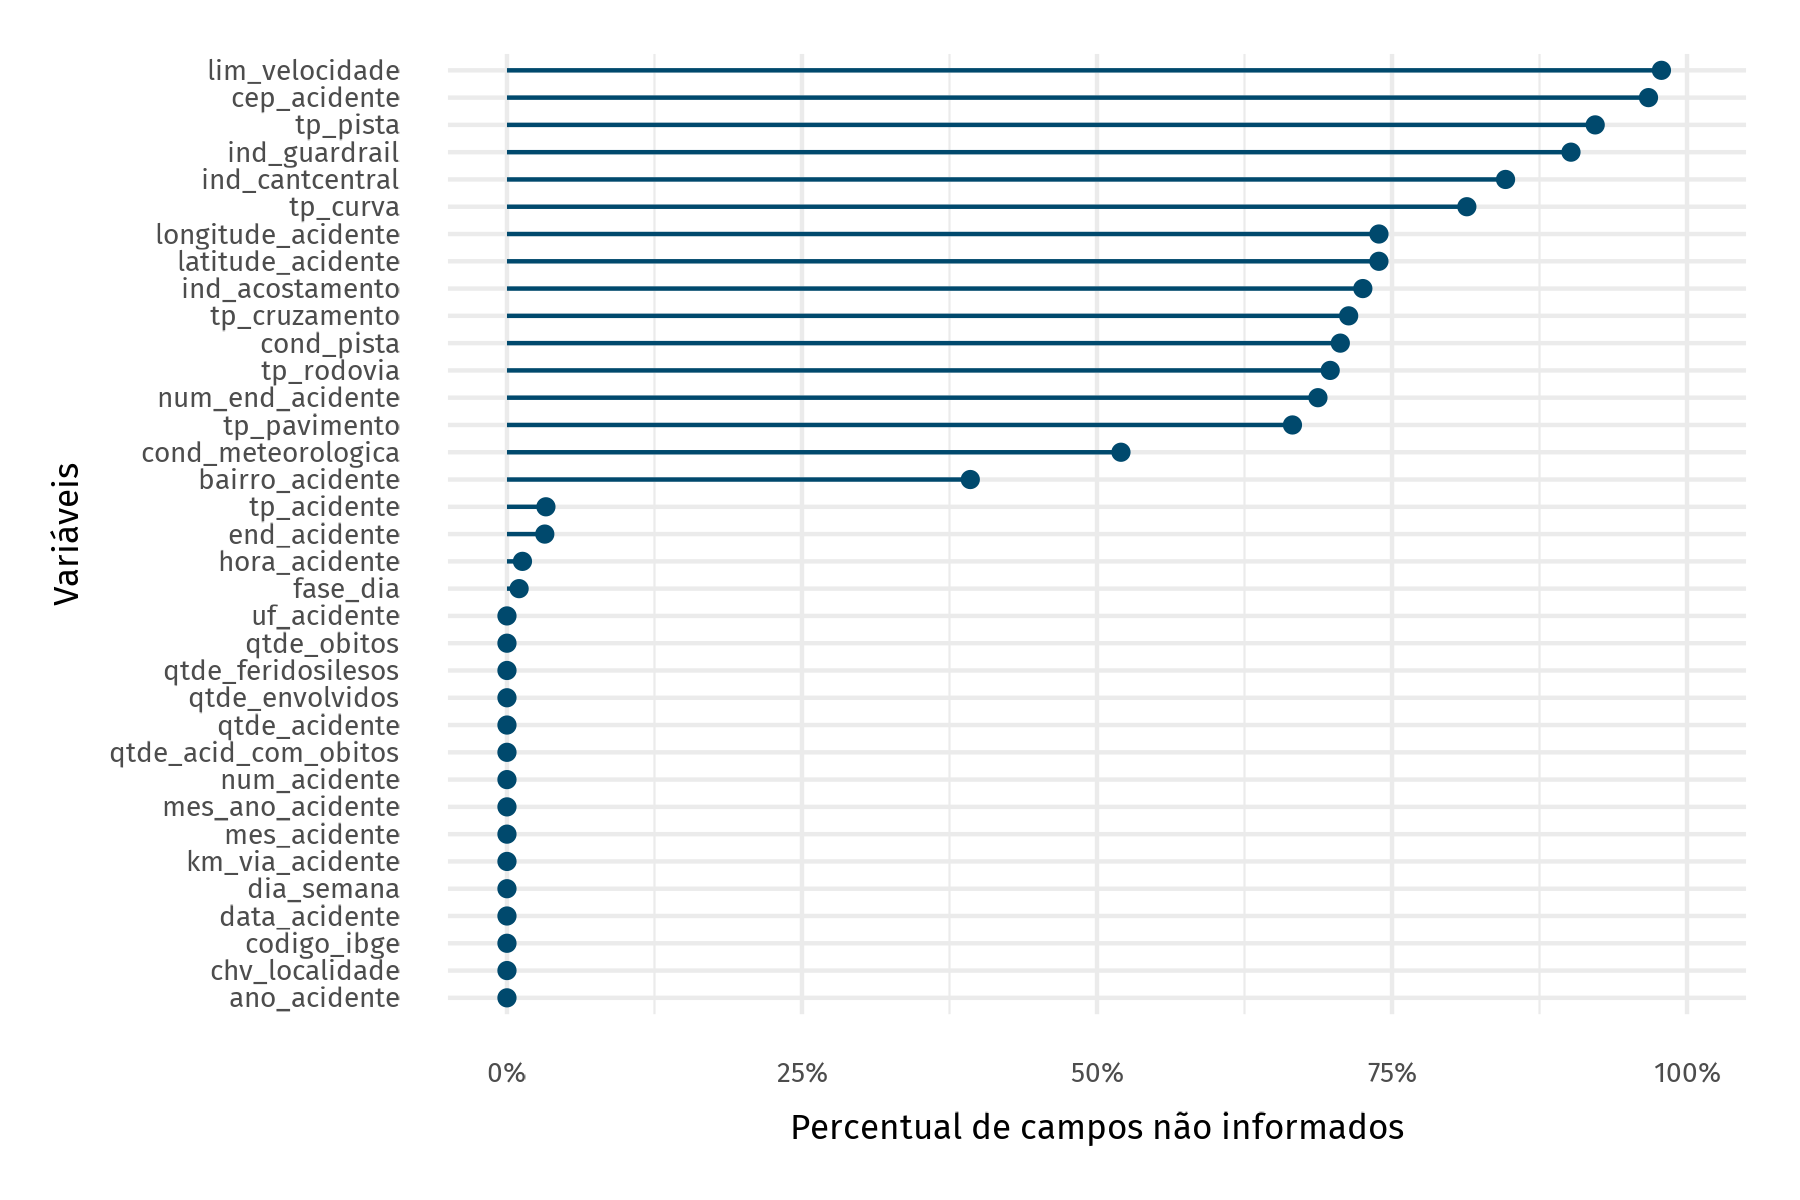 lim_velocidade
cep_acidente
tp_pista
ind_guardrail
ind_cantcentral
tp_curva
longitude_acidente
latitude_acidente
ind_acostamento
tp_cruzamento
cond_pista
tp_rodovia
num_end_acidente
tp_pavimento
cond_meteorologica
bairro_acidente
tp_acidente
end_acidente
hora_acidente
fase_dia
uf_acidente
qtde_obitos
qtde_feridosilesos
qtde_envolvidos
qtde_acidente
qtde_acid_com_obitos
num_acidente
mes_ano_acidente
mes_acidente
km_via_acidente
dia_semana
data_acidente
codigo_ibge
chv_localidade
ano_acidente
Variáveis
0% 25% 50% 75% 100%
Percentual de campos não informados